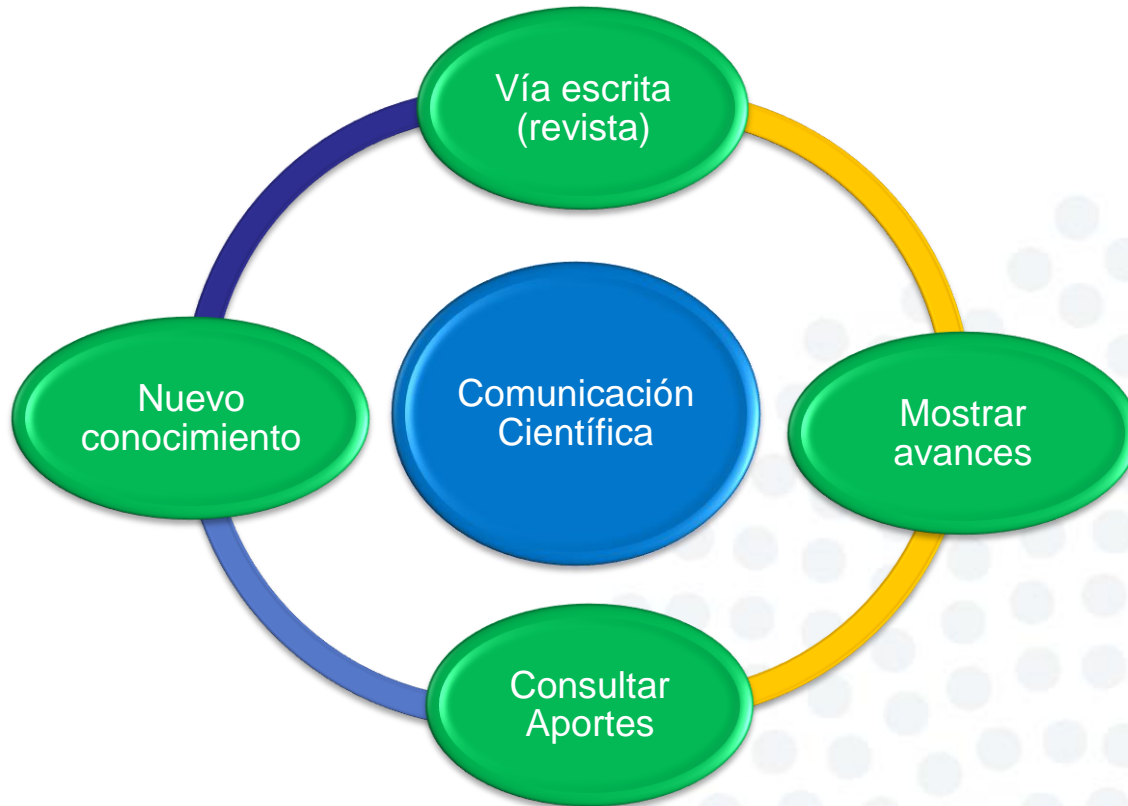 Vía escrita
(revista)
Mostrar
avances
Consultar
Aportes
Nuevo
conocimiento
Comunicación
Científica